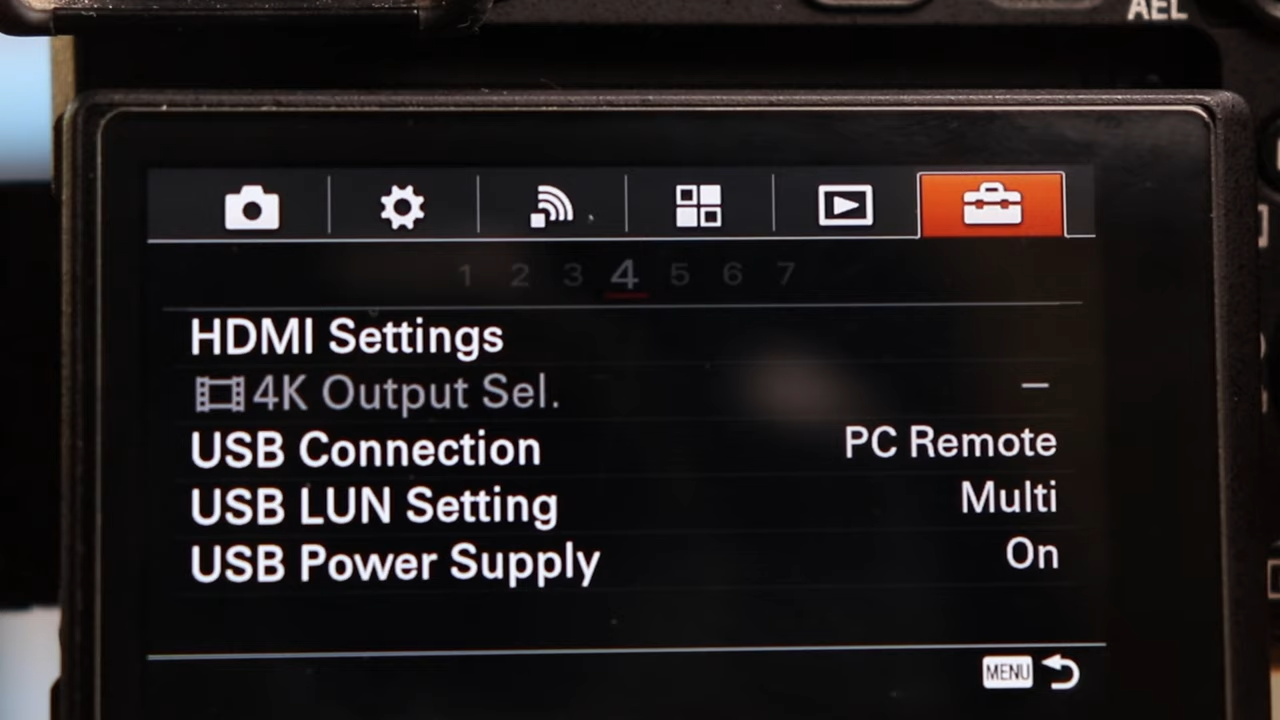 AEL
1 2 3 4 5 6 7
HDMI Settings
4K Output Sel. –
USB Connection PC Remote
USB LUN Setting Multi
USB Power Supply On
MENU